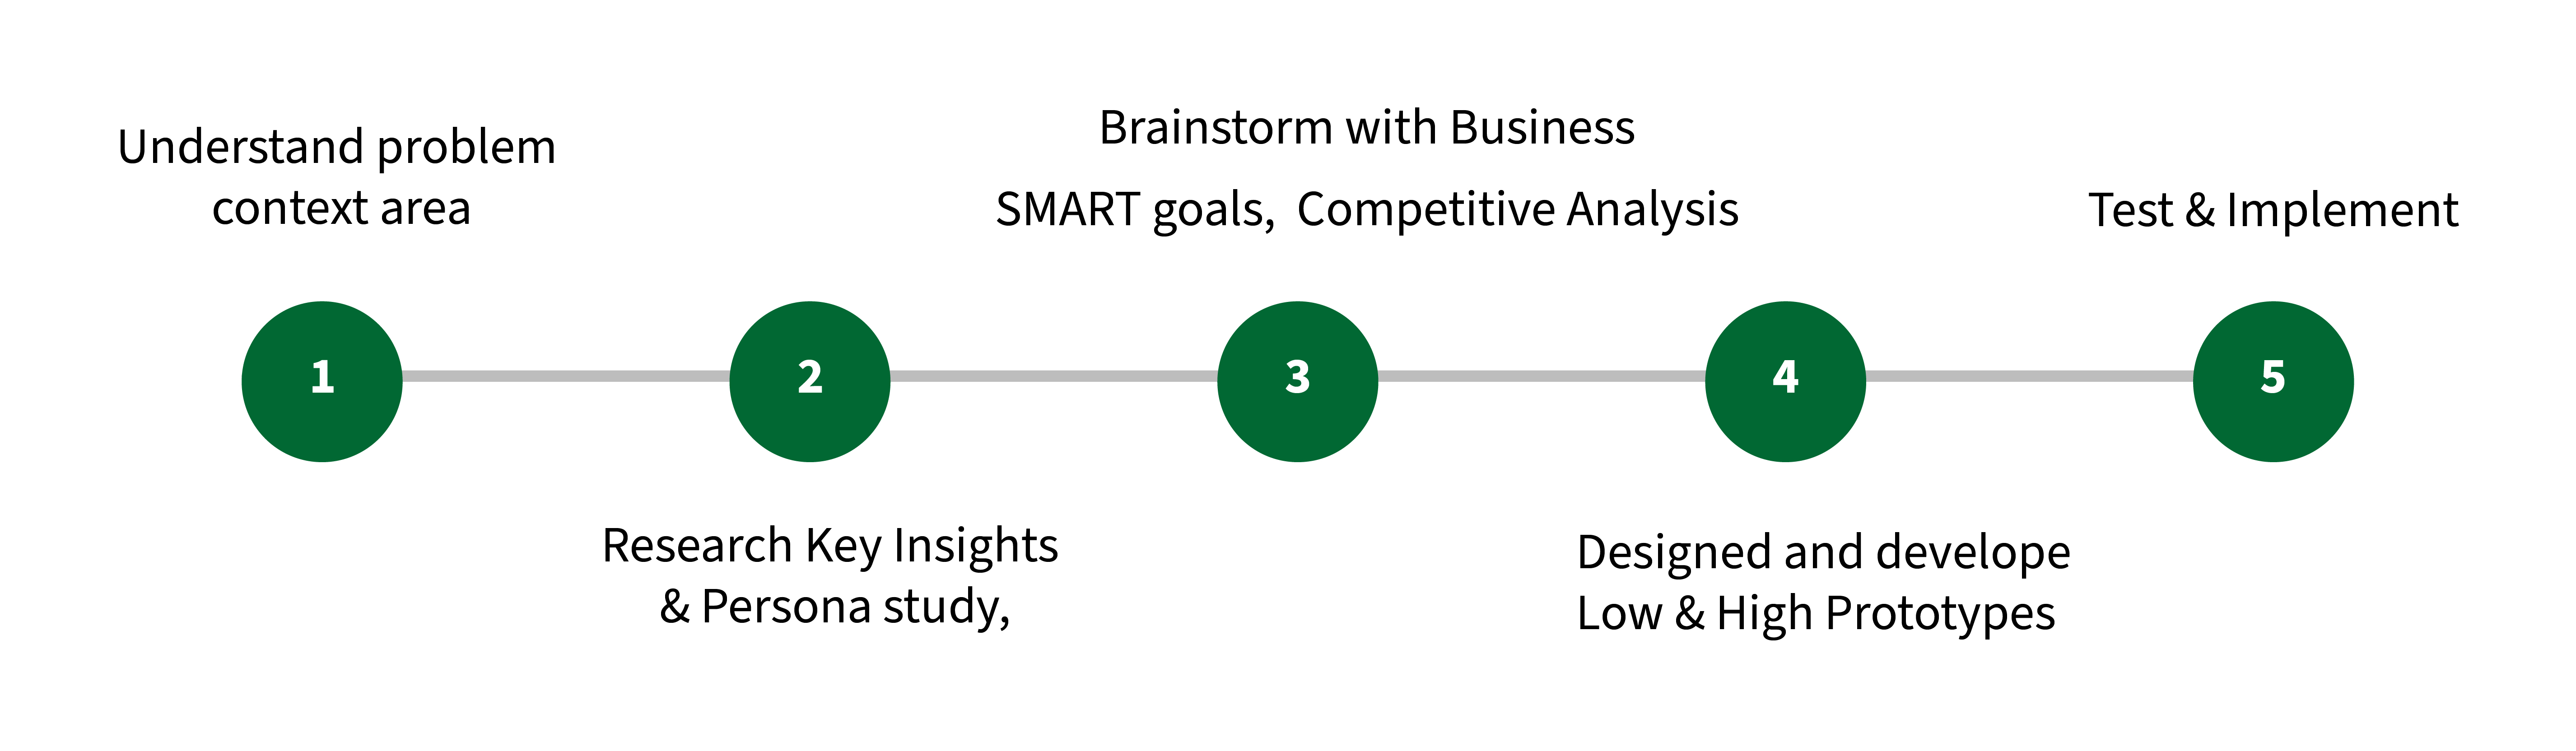 Understand problem
context area
Brainstorm with Business
SMART goals,  Competitive Analysis
Test & Implement
1
2
3
4
5
Research Key Insights
& Persona study,
Designed and develope
Low & High Prototypes